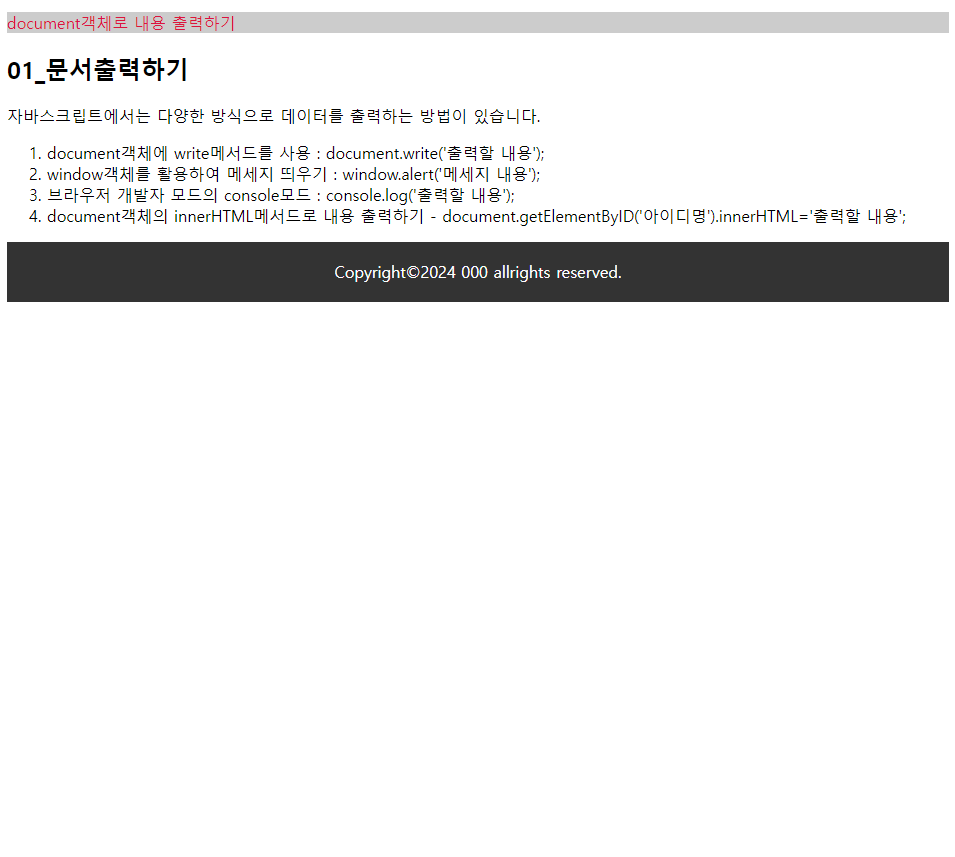 document객체로 내용 출력하기
01_문서출력하기
자바스크립트에서는 다양한 방식으로 데이터를 출력하는 방법이 있습니다.
1. document객체에 write메서드를 사용 : document.write('출력할 내용');
2. window객체를 활용하여 메세지 띄우기 : window.alert('메세지 내용');
3. 브라우저 개발자 모드의 console모드 : console.log('출력할 내용');
4. document객체의 innerHTML메서드로 내용 출력하기 - document.getElementByID('아이디명').innerHTML='출력할 내용';
Copyright©2024 000 allrights reserved.